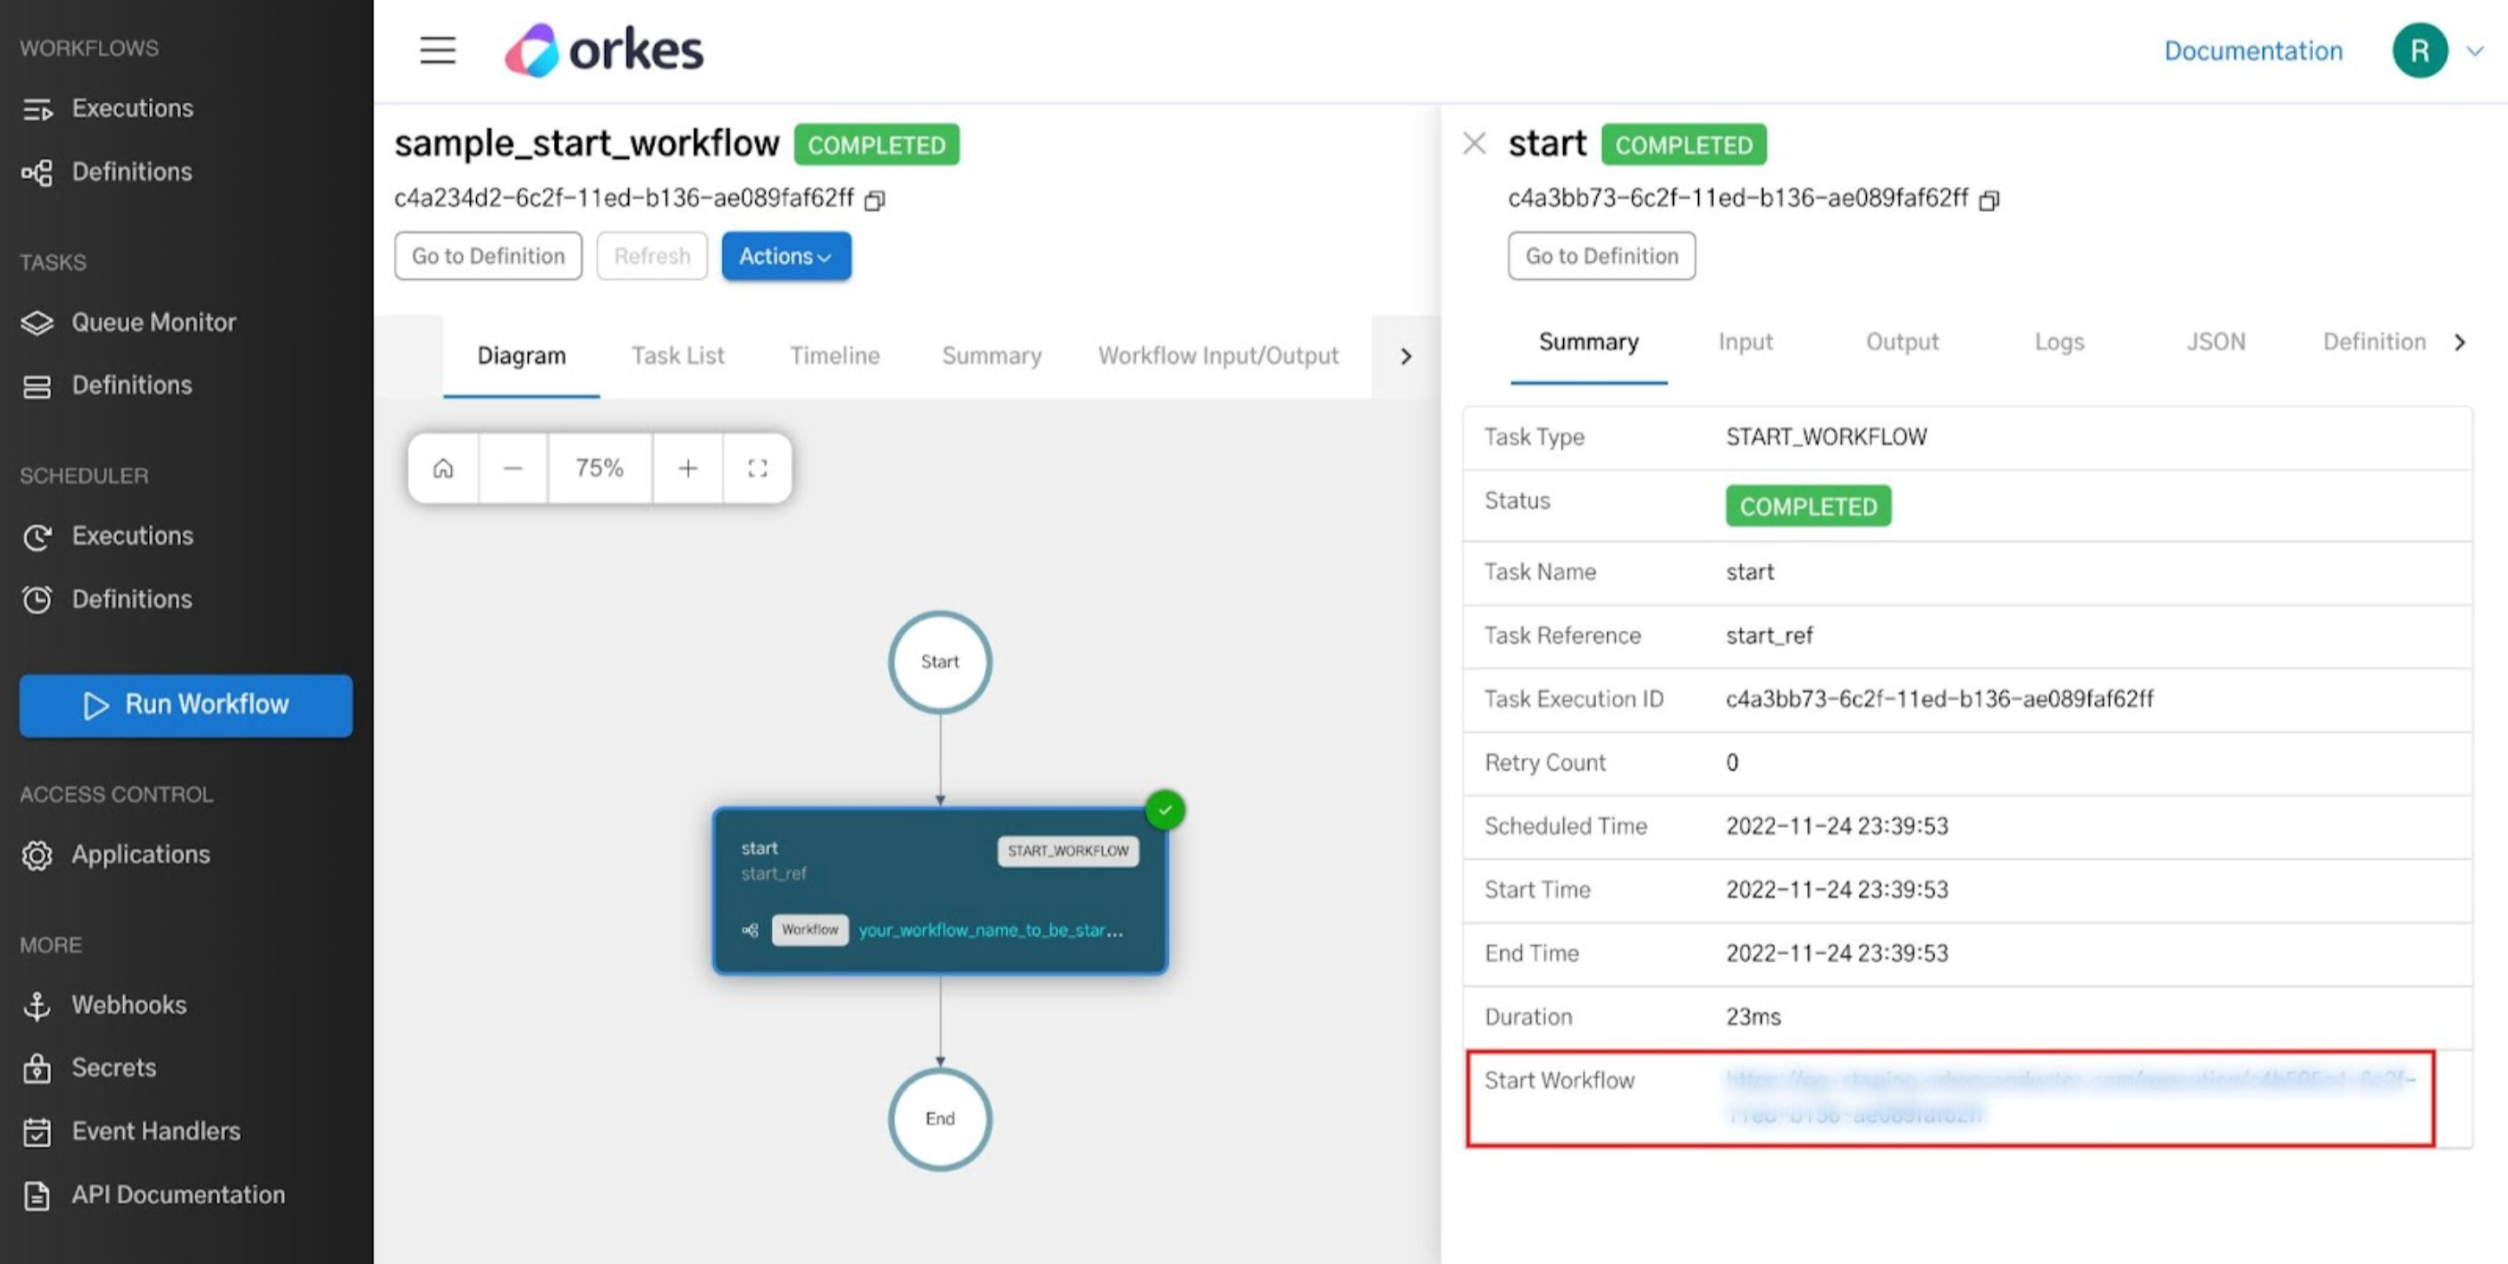 WORKFLOWS
Executions
Definitions
TASKS
Queue Monitor
Definitions
SCHEDULER
Executions
Definitions
Run Workflow
ACCESS CONTROL
Applications
MORE
Webhooks
Secrets
Event Handlers
API Documentation
orkes
Documentation
R
sample_start_workflow COMPLETED
c4a234d2-6c2f-11ed-b136-ae089faf62ff
Go to Definition Refresh Actions
Diagram Task List Timeline Summary Workflow Input/Output
75%
Start
start START_WORKFLOW
start_ref
Workflow your_workflow_name_to_be_star...
End
start COMPLETED
c4a3bb73-6c2f-11ed-b136-ae089faf62ff
Go to Definition
Summary Input Output Logs JSON Definition
Task Type START_WORKFLOW
Status COMPLETED
Task Name start
Task Reference start_ref
Task Execution ID c4a3bb73-6c2f-11ed-b136-ae089faf62ff
Retry Count 0
Scheduled Time 2022-11-24 23:39:53
Start Time 2022-11-24 23:39:53
End Time 2022-11-24 23:39:53
Duration 23ms
Start Workflow